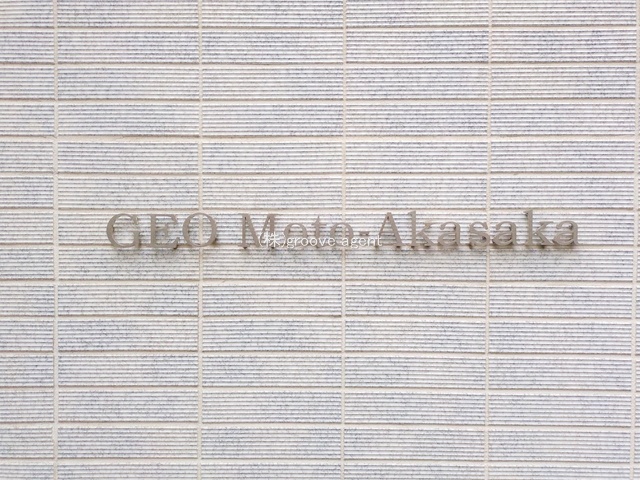 GEO Moto-Akasaka
(株)groove agent